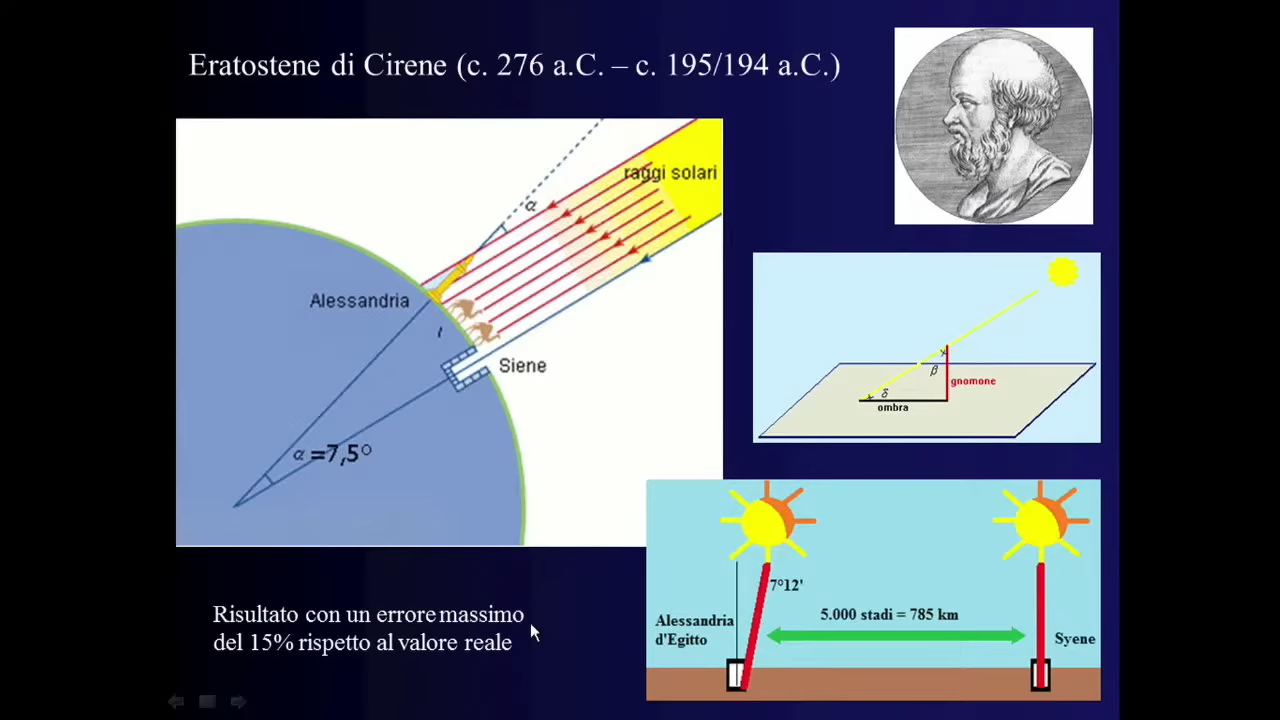 Eratostene di Cirene (c. 276 a.C. – c. 195/194 a.C.)
raggi solari
α
Alessandria
l
Siene
α =7,5°
β
gnomone
δ
ombra
7°12'
5.000 stadi = 785 km
Alessandria
d'Egitto
Syene
Risultato con un errore massimo
del 15% rispetto al valore reale